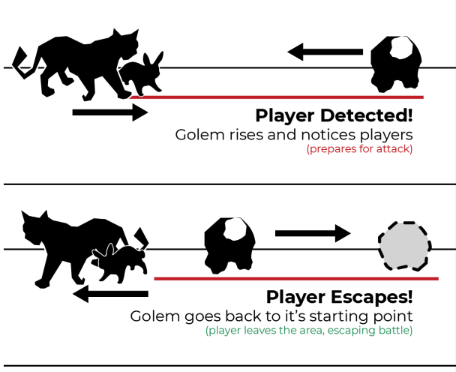 Player Detected!
Golem rises and notices players
(prepares for attack)
Player Escapes!
Golem goes back to it's starting point
(player leaves the area, escaping battle)